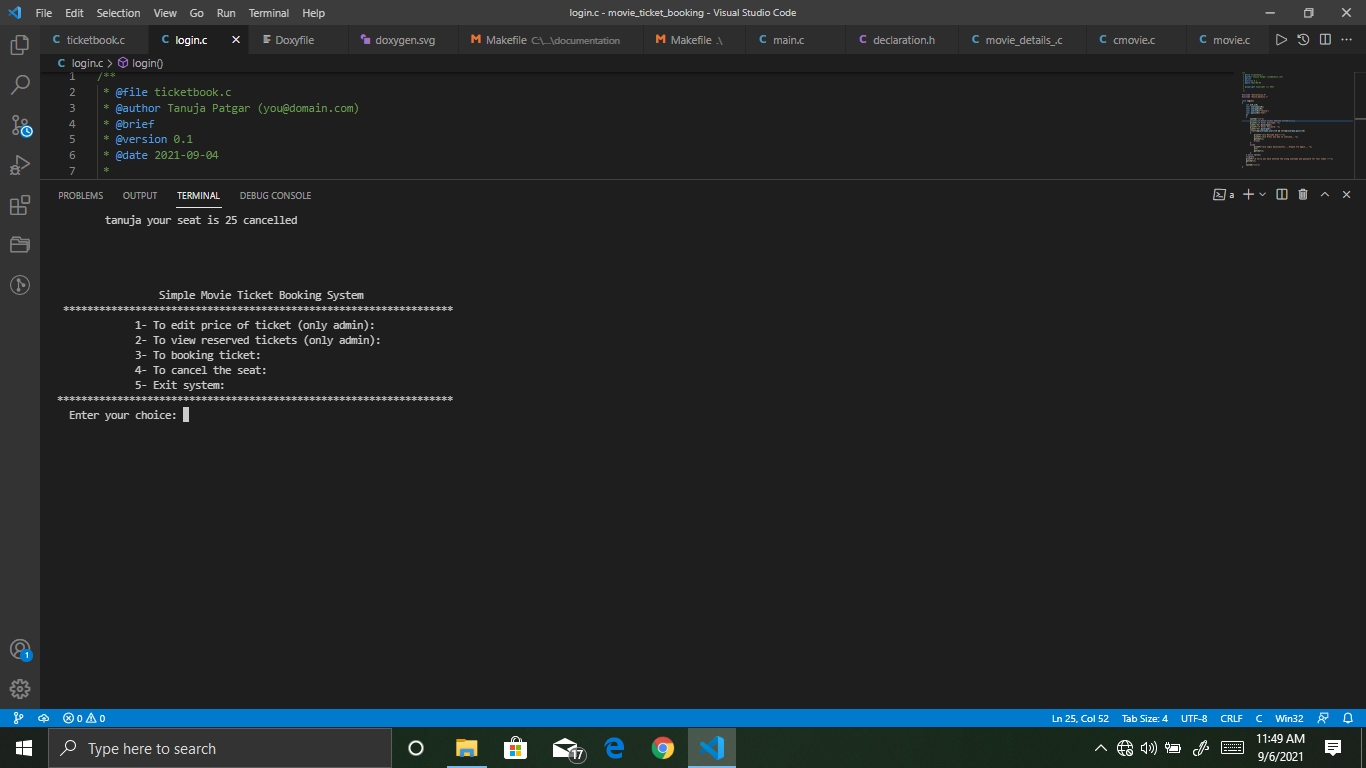 File Edit Selection View Go Run Terminal Help login.c - movie_ticket_booking - Visual Studio Code
ticketbook.c login.c Doxyfile doxygen.svg Makefile C:\...\documentation Makefile .\ main.c declaration.h movie_details_.c cmovie.c movie.c
login.c > login()
1 /**
2 * @file ticketbook.c
3 * @author Tanuja Patgar (you@domain.com)
4 * @brief
5 * @version 0.1
6 * @date 2021-09-04
7 *
PROBLEMS OUTPUT TERMINAL DEBUG CONSOLE a
tanuja your seat is 25 cancelled
Simple Movie Ticket Booking System
******************************************************************
1- To edit price of ticket (only admin):
2- To view reserved tickets (only admin):
3- To booking ticket:
4- To cancel the seat:
5- Exit system:
*******************************************************************
Enter your choice:
1
0 0 Ln 25, Col 52 Tab Size: 4 UTF-8 CRLF C Win32
Type here to search 17 11:49 AM
9/6/2021